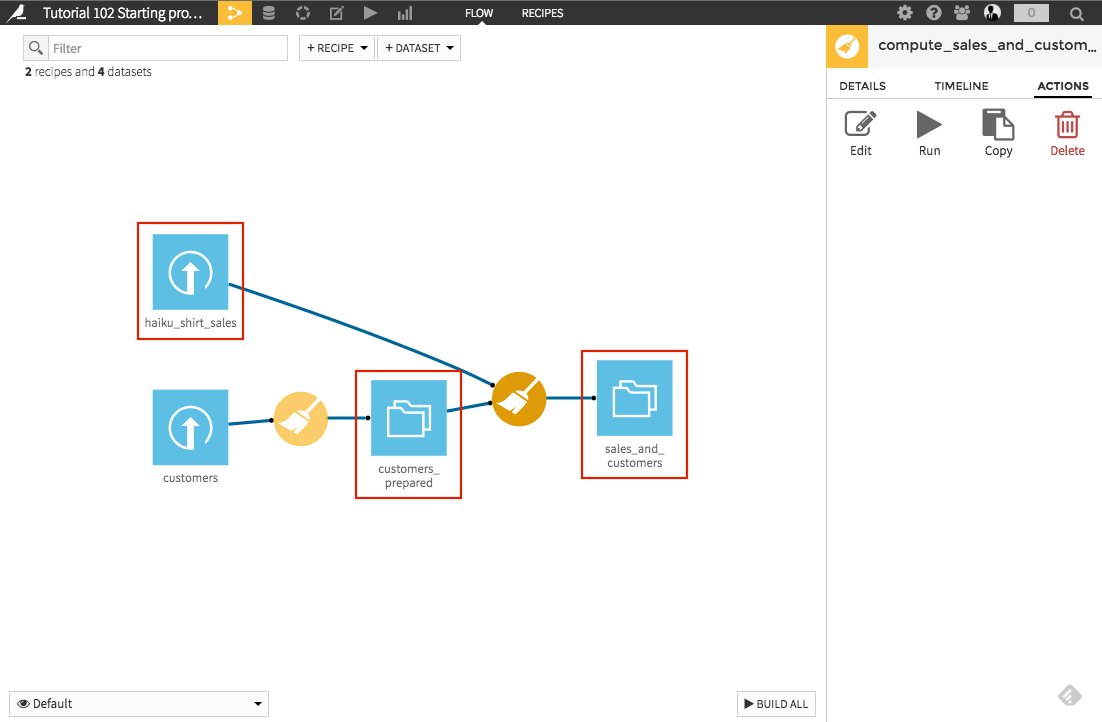 Tutorial 102 Starting pro...
FLOW
RECIPES
0
Filter
+ RECIPE
+ DATASET
2 recipes and 4 datasets
compute_sales_and_custom...
DETAILS
TIMELINE
ACTIONS
Edit
Run
Copy
Delete
haiku_shirt_sales
customers
customers_
prepared
sales_and_
customers
Default
BUILD ALL